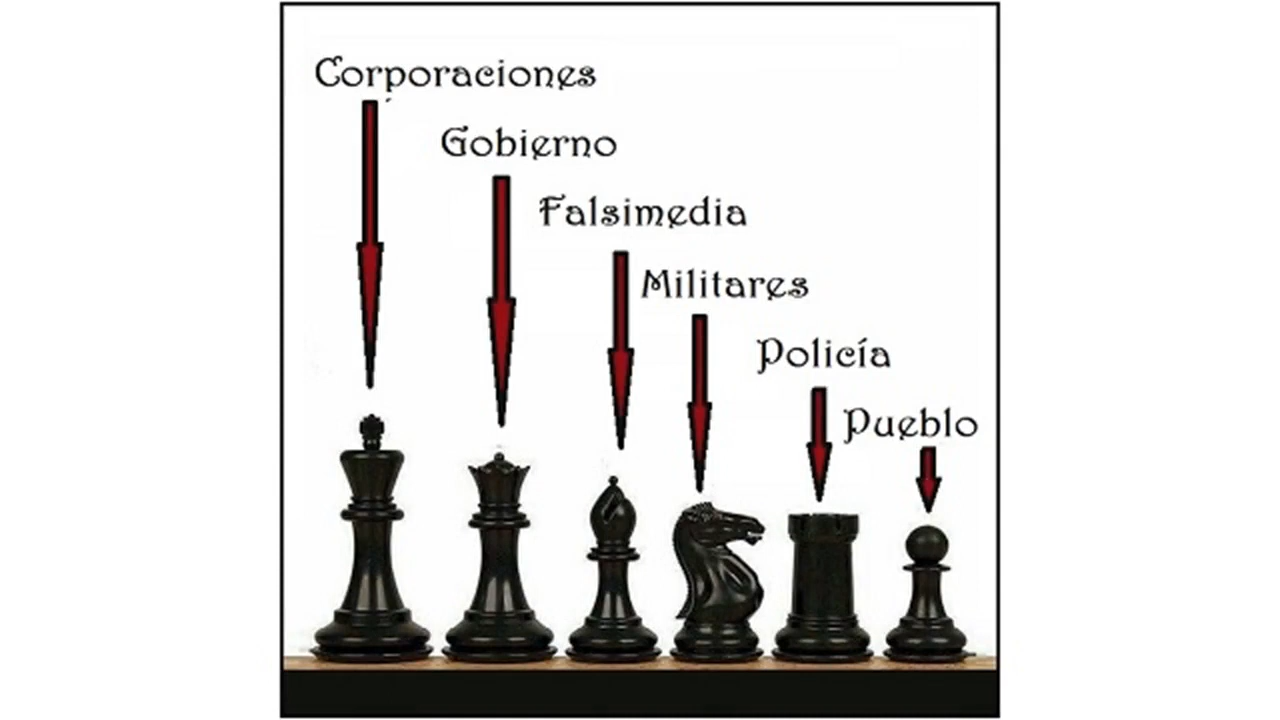 Corporaciones
Gobierno
Falsimedia
Militares
Policía
Pueblo